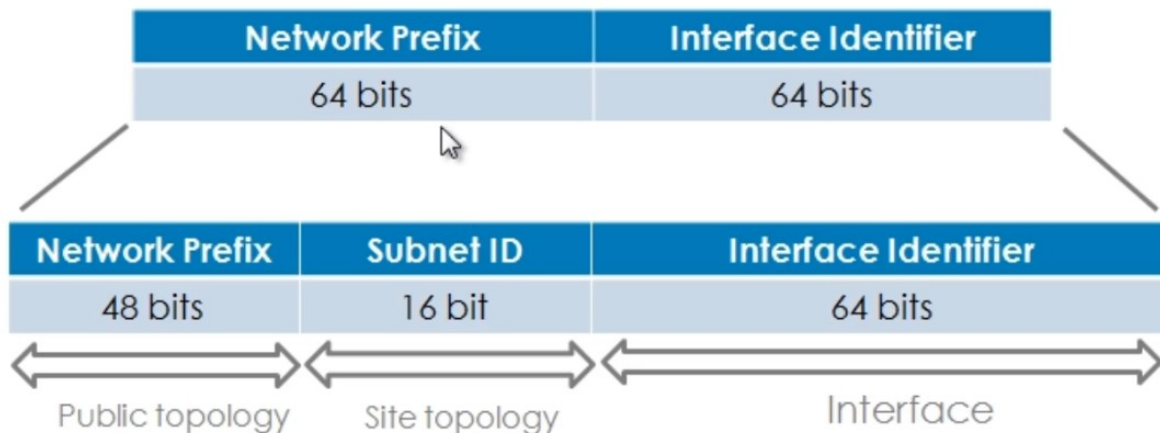 Network Prefix Interface Identifier
64 bits 64 bits
Network Prefix Subnet ID Interface Identifier
48 bits 16 bit 64 bits
Public topology Site topology Interface